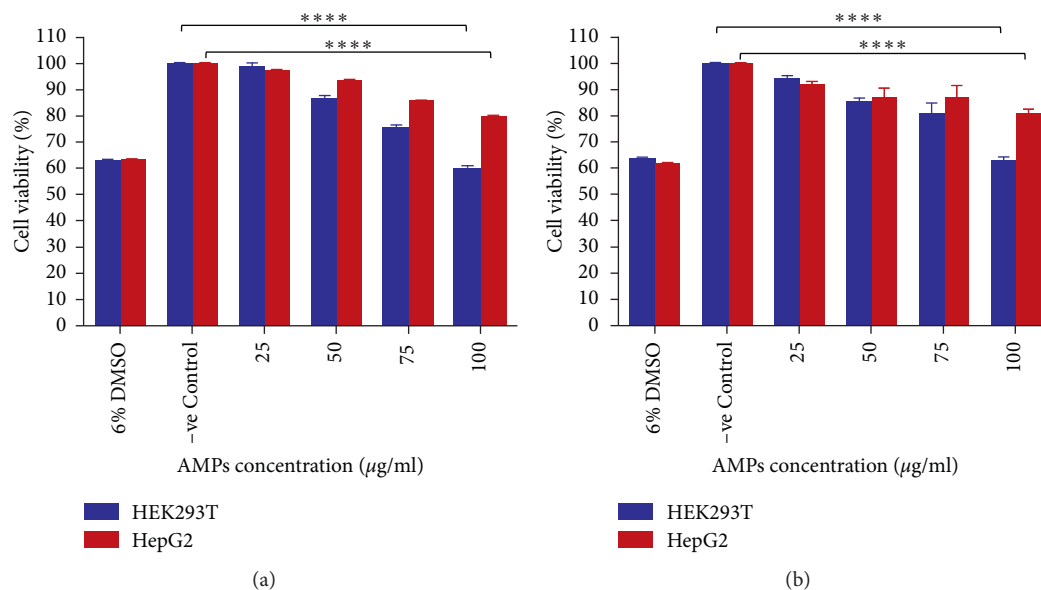 ****
****
110
100
90
80
70
60
50
40
30
20
10
0
Cell viability (%)
6% DMSO
–ve Control
25
50
75
100
AMPs concentration (μg/ml)
HEK293T
HepG2
(a)
****
****
110
100
90
80
70
60
50
40
30
20
10
0
Cell viability (%)
6% DMSO
–ve Control
25
50
75
100
AMPs concentration (μg/ml)
HEK293T
HepG2
(b)